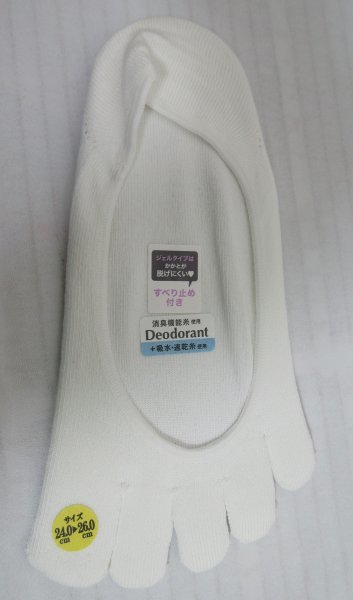 ジェルタイプは
かかとが
脱げにくい♥
すべり止め
付き
消臭機能糸 使用
Deodorant
+吸水・速乾糸 使用
サイズ
24.0▶26.0
cm cm